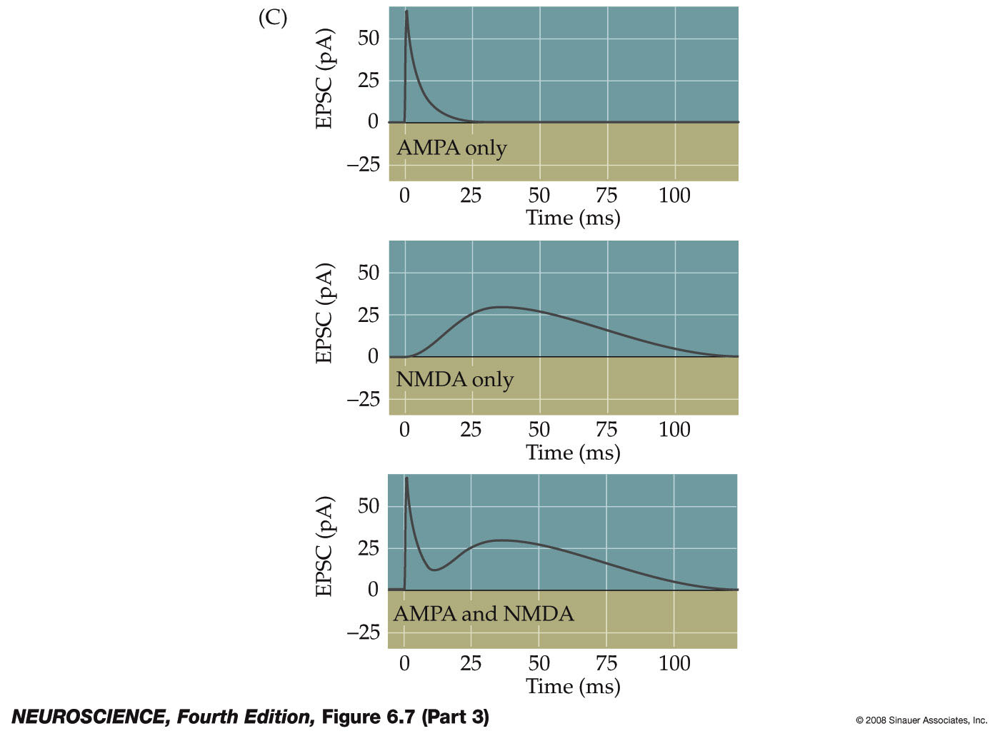 (C)
EPSC (pA)
50
25
0
–25
AMPA only
0 25 50 75 100
Time (ms)
EPSC (pA)
50
25
0
–25
NMDA only
0 25 50 75 100
Time (ms)
EPSC (pA)
50
25
0
–25
AMPA and NMDA
0 25 50 75 100
Time (ms)
NEUROSCIENCE, Fourth Edition, Figure 6.7 (Part 3)
© 2008 Sinauer Associates, Inc.